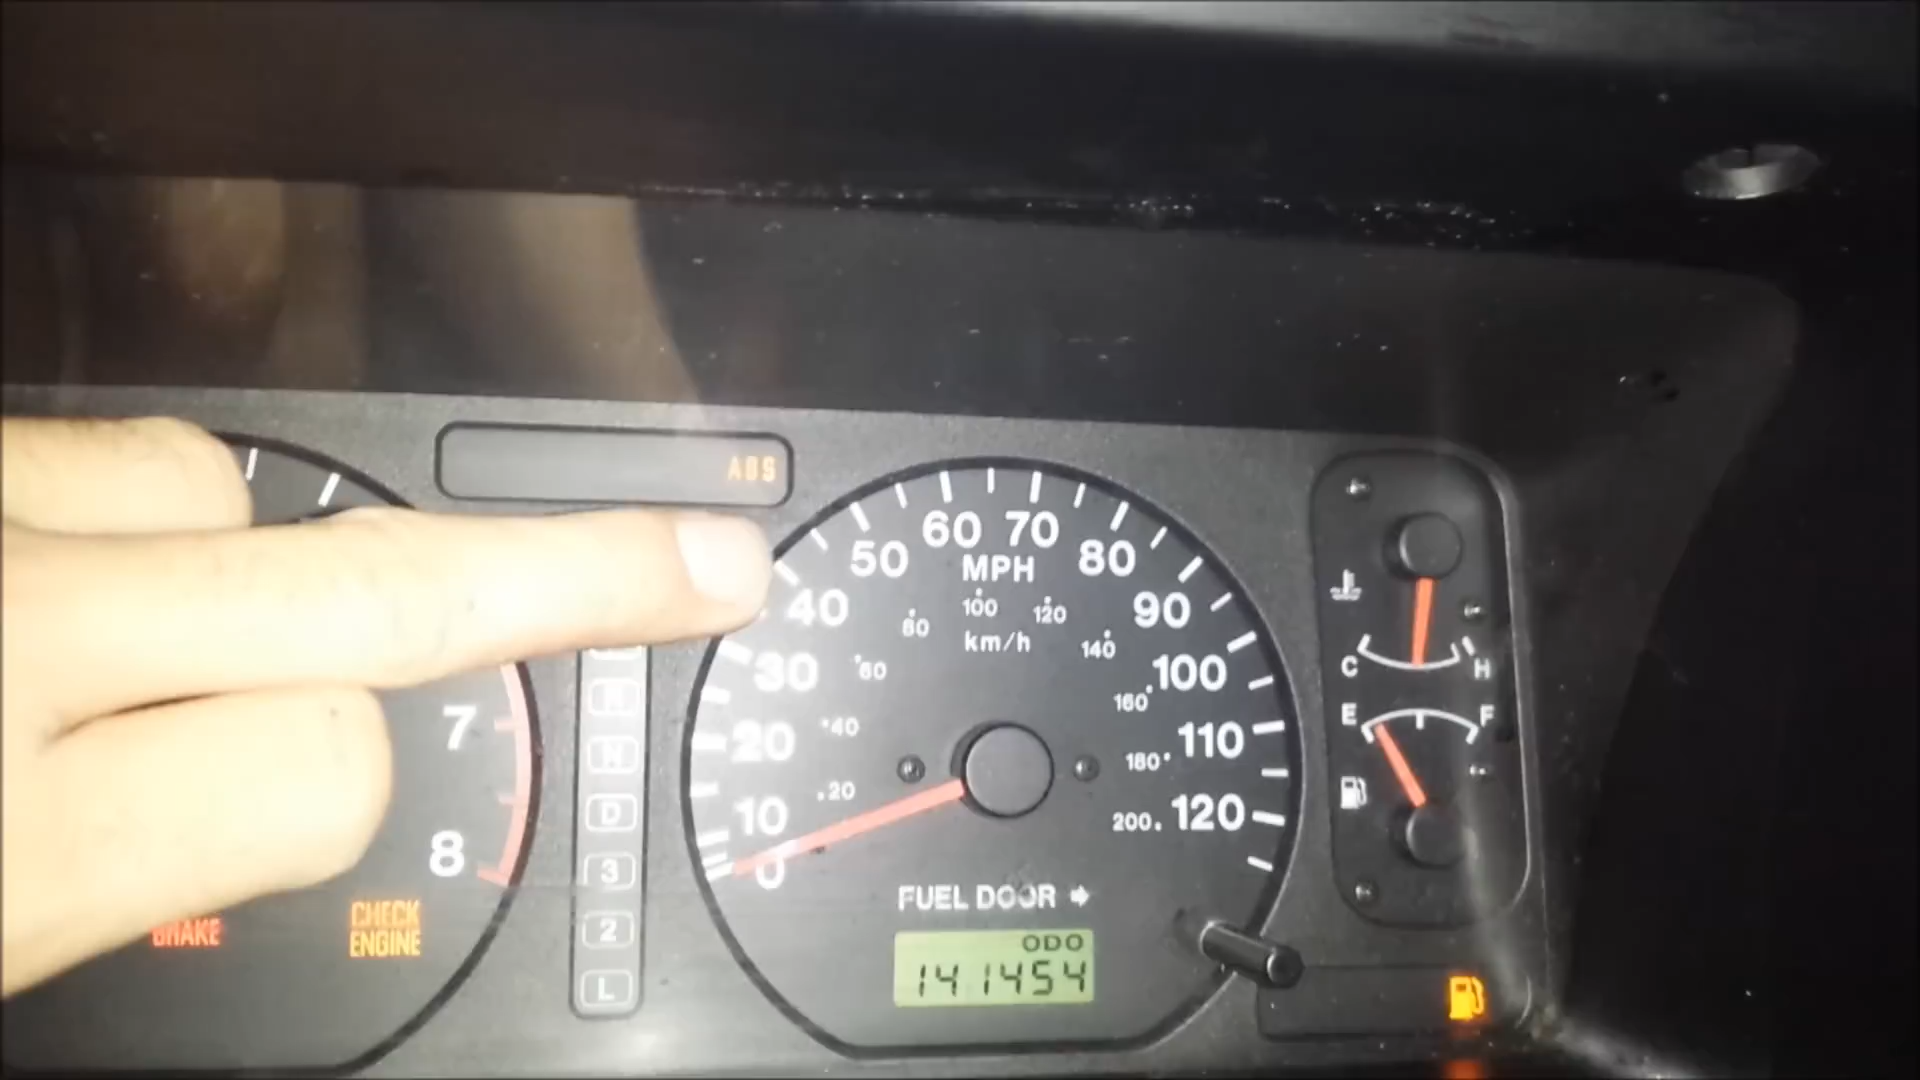 ABS
60 70
50 80
MPH
40 90
100 120
80
km/h
140
30 60 100
C H
160
R
E F
7
20 40 110
N
180
20
10 120
D
200
8
0
3
FUEL DOOR
CHECK
ENGINE
BRAKE
2
ODO
141454
L